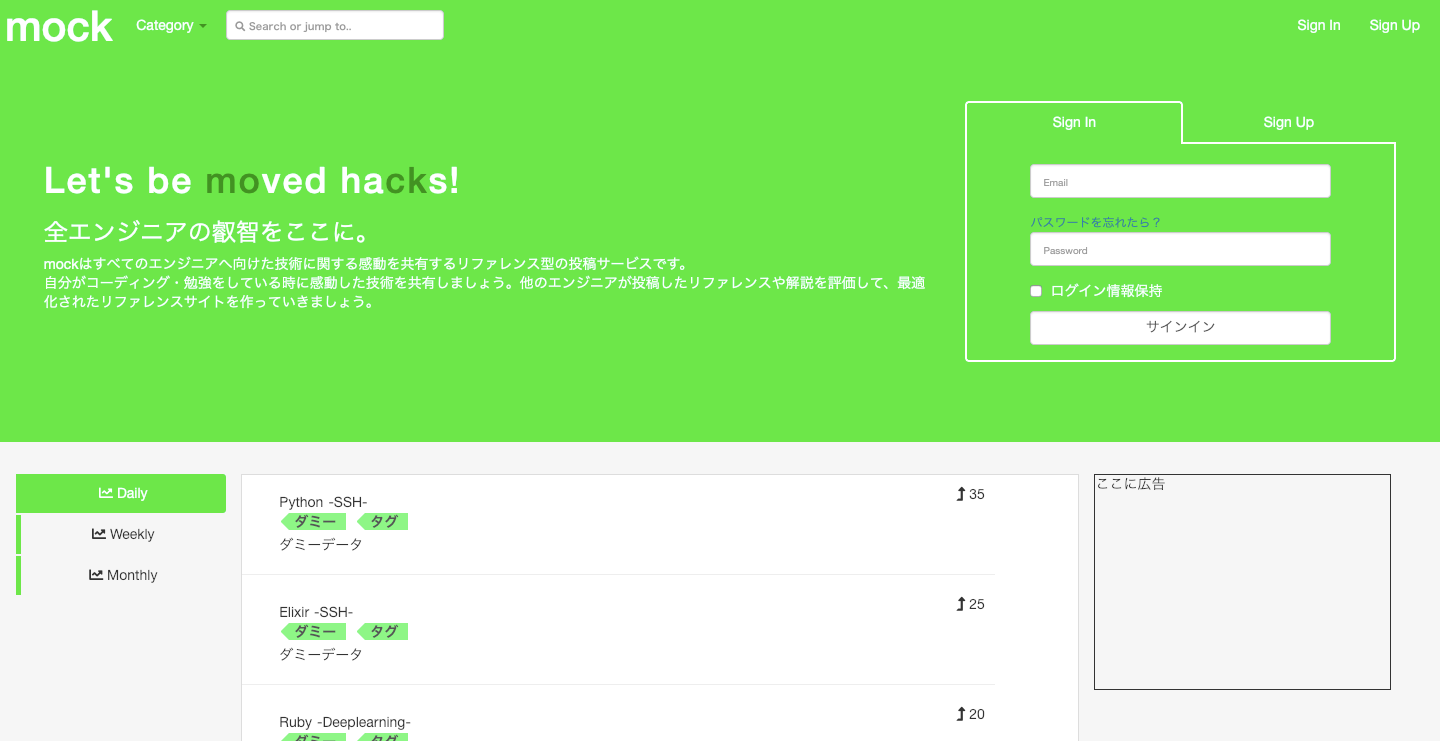 mock
Category
Search or jump to..
Sign In
Sign Up
Sign In
Sign Up
Let's be moved hacks!
全エンジニアの叡智をここに。
mockはすべてのエンジニアへ向けた技術に関する感動を共有するリファレンス型の投稿サービスです。
自分がコーディング・勉強をしている時に感動した技術を共有しましょう。他のエンジニアが投稿したリファレンスや解説を評価して、最適
化されたリファレンスサイトを作っていきましょう。
Email
パスワードを忘れたら？
Password
ログイン情報保持
サインイン
Daily
Weekly
Monthly
Python -SSH-
35
ダミー タグ
ダミーデータ
Elixir -SSH-
25
ダミー タグ
ダミーデータ
Ruby -Deeplearning-
20
ダミー タグ
ここに広告